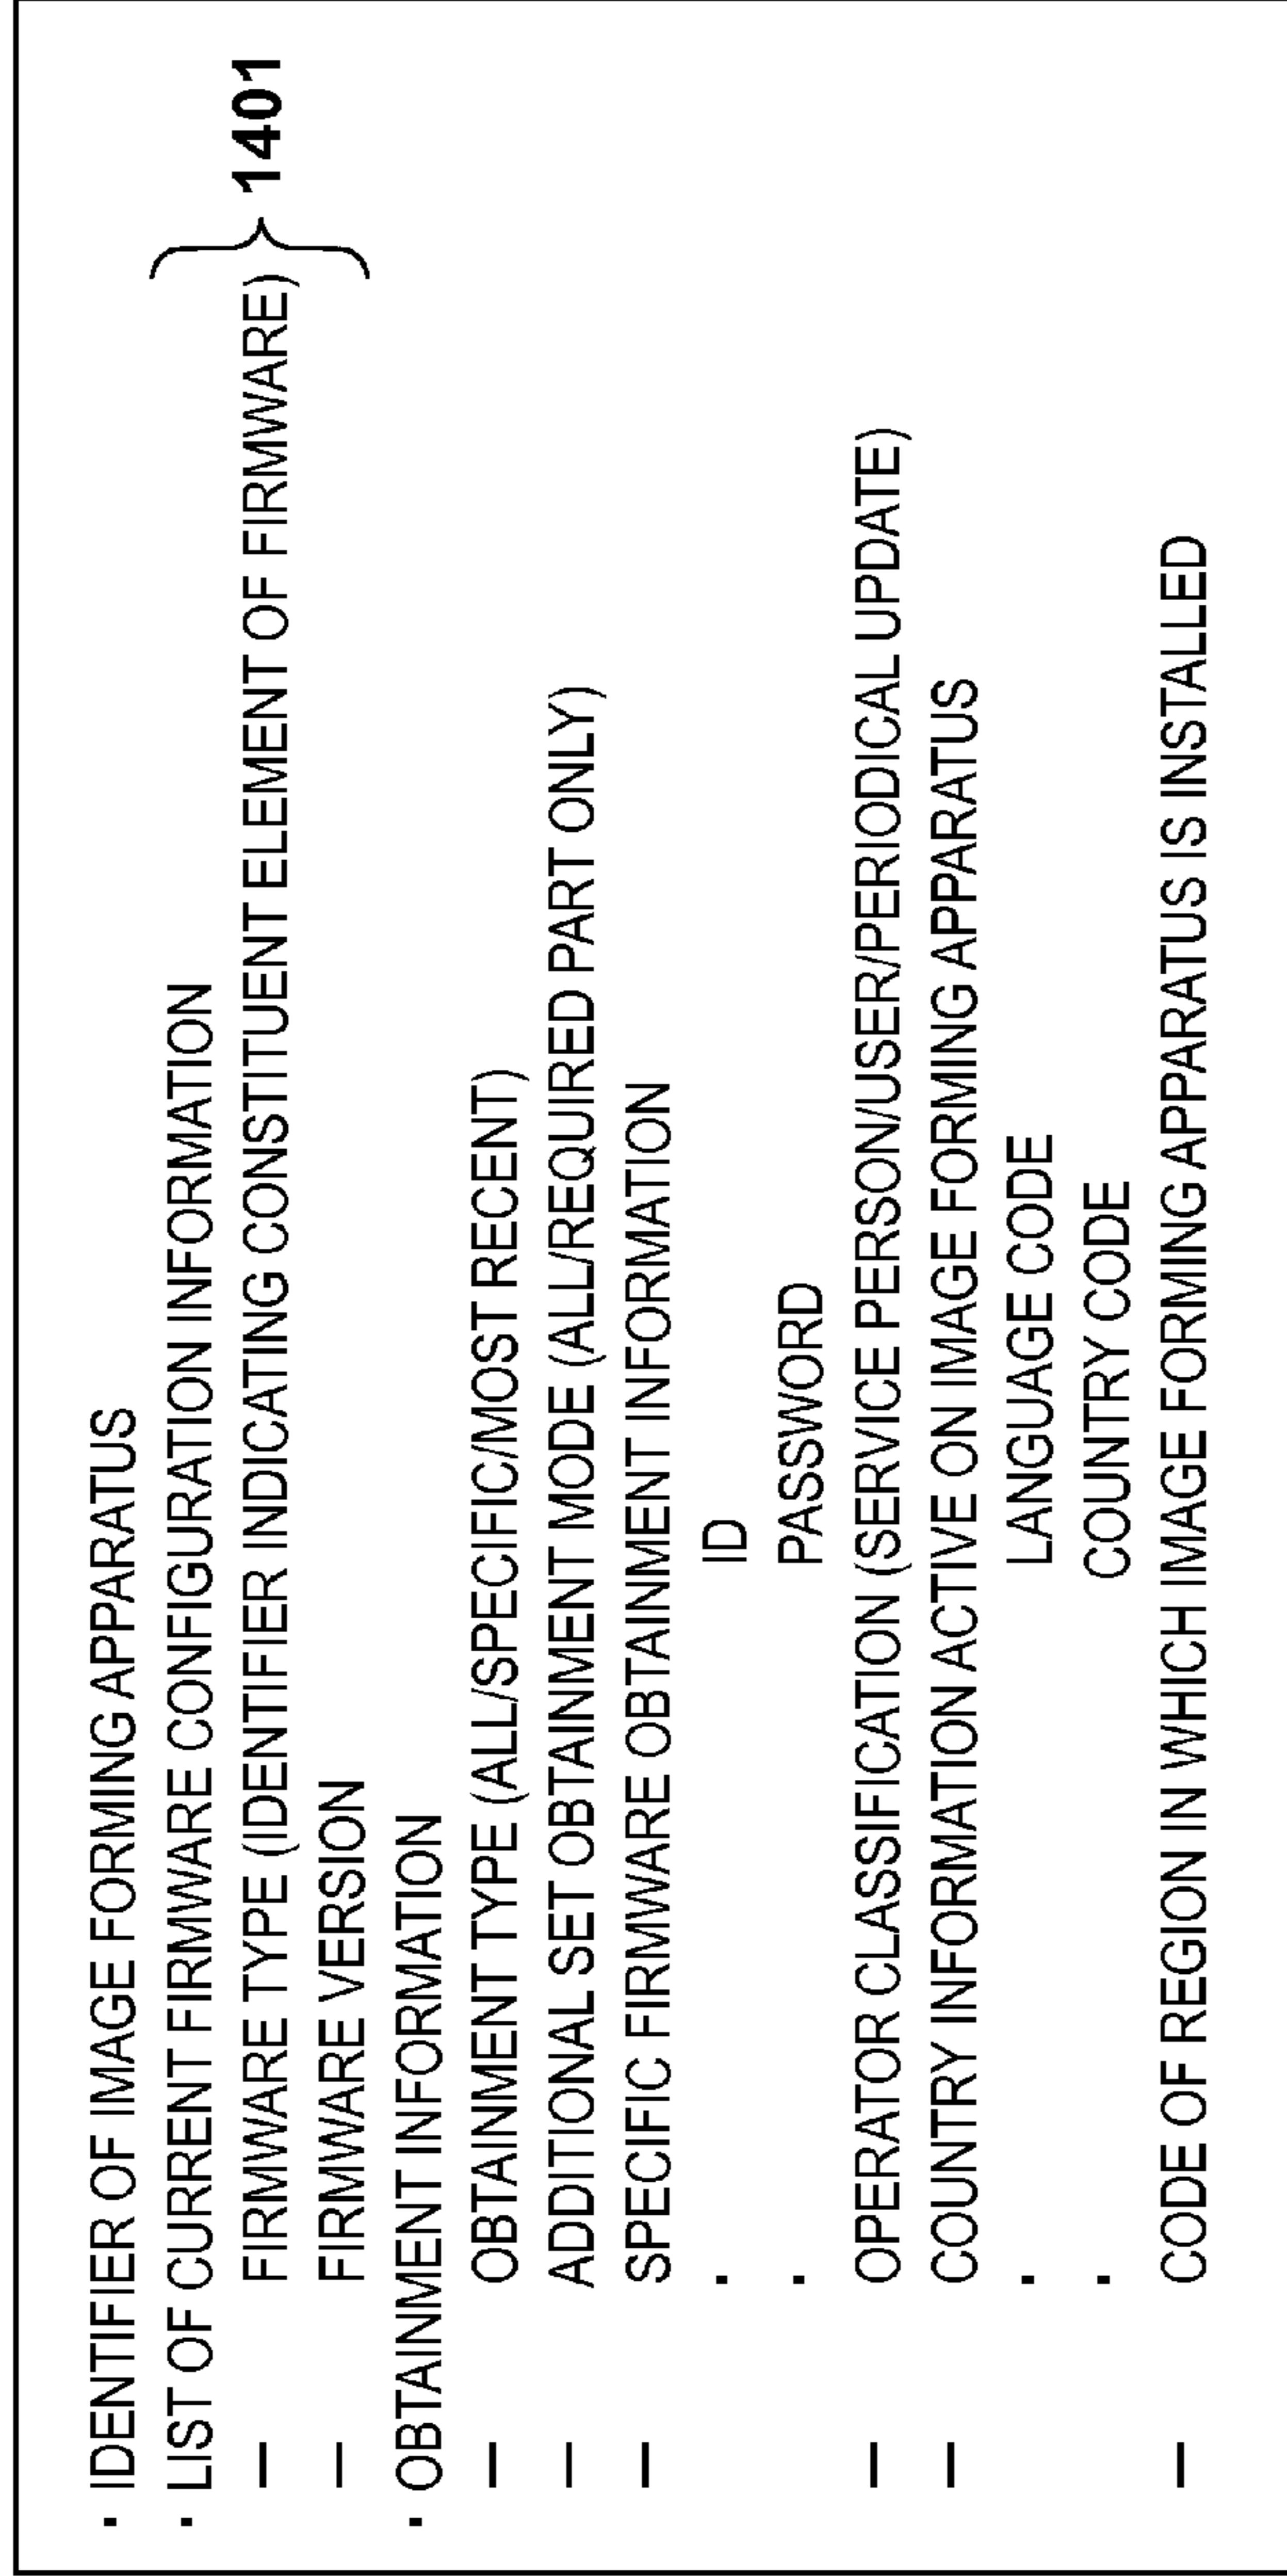 · IDENTIFIER OF IMAGE FORMING APPARATUS
· LIST OF CURRENT FIRMWARE CONFIGURATION INFORMATION
– FIRMWARE TYPE (IDENTIFIER INDICATING CONSTITUENT ELEMENT OF FIRMWARE)
– FIRMWARE VERSION
1401
· OBTAINMENT INFORMATION
– OBTAINMENT TYPE (ALL/SPECIFIC/MOST RECENT)
– ADDITIONAL SET OBTAINMENT MODE (ALL/REQUIRED PART ONLY)
– SPECIFIC FIRMWARE OBTAINMENT INFORMATION
· ID
· PASSWORD
– OPERATOR CLASSIFICATION (SERVICE PERSON/USER/PERIODICAL UPDATE)
– COUNTRY INFORMATION ACTIVE ON IMAGE FORMING APPARATUS
· LANGUAGE CODE
· COUNTRY CODE
– CODE OF REGION IN WHICH IMAGE FORMING APPARATUS IS INSTALLED